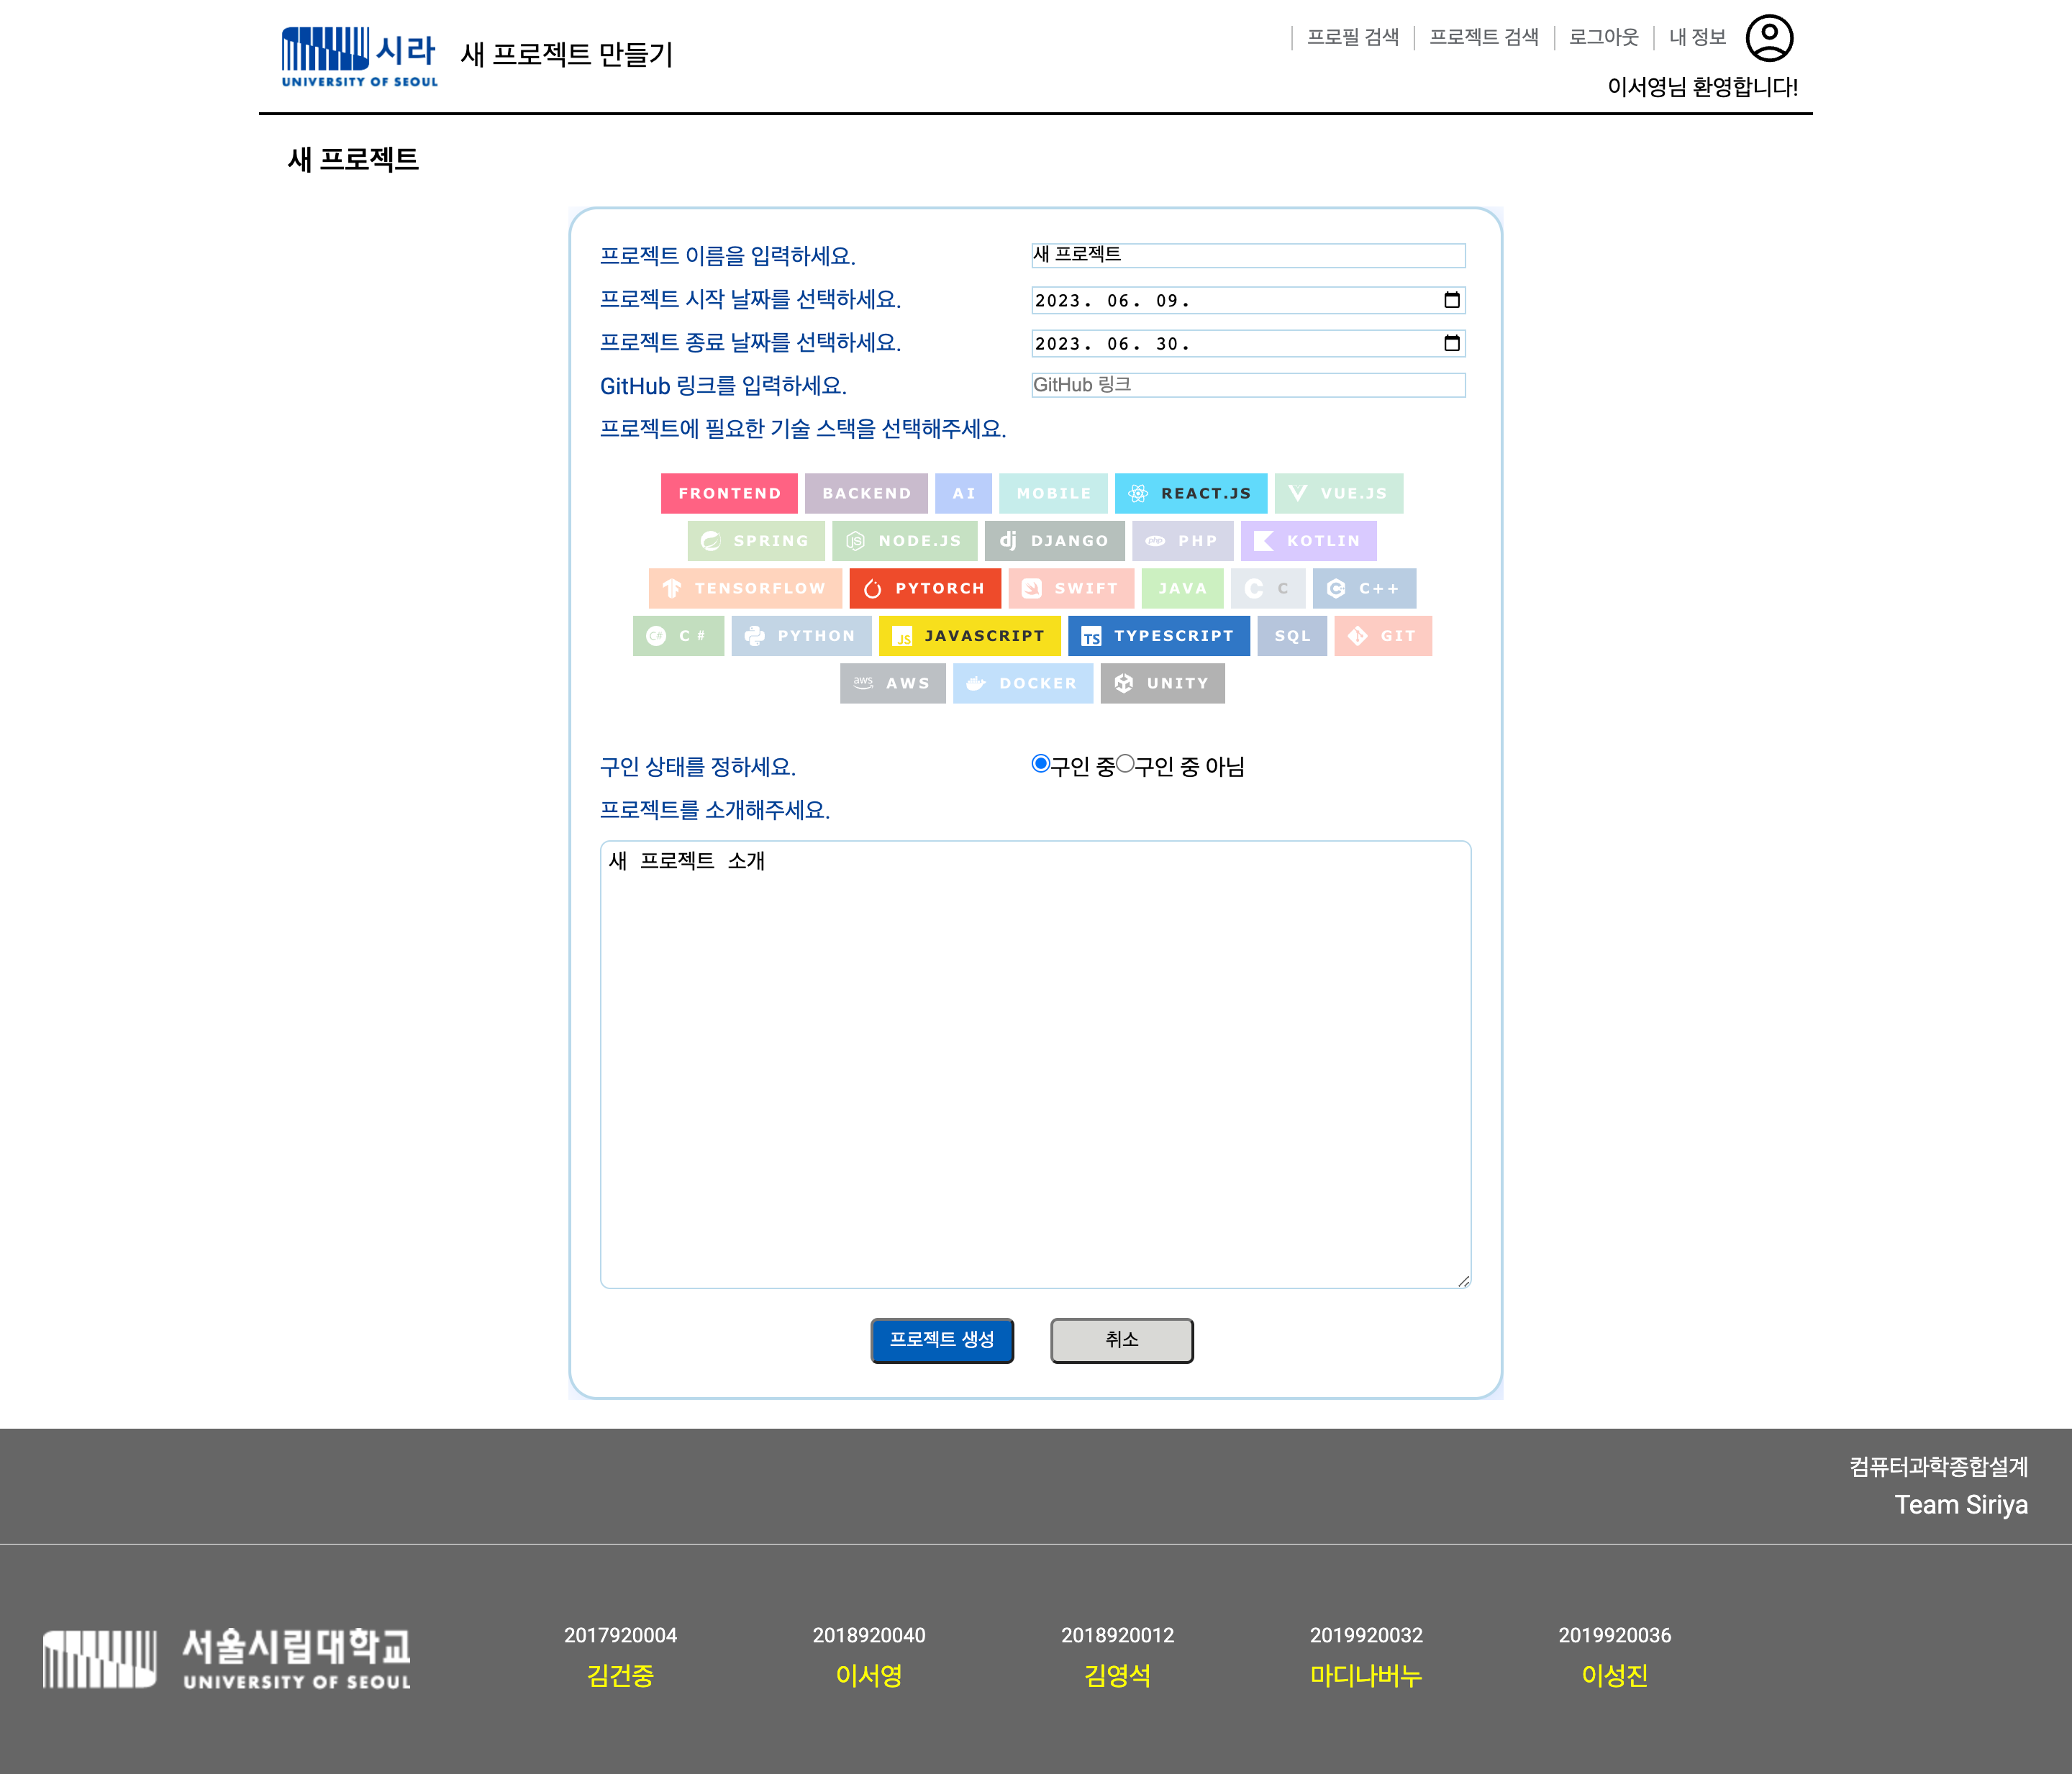 시라
UNIVERSITY OF SEOUL
새 프로젝트 만들기
프로필 검색 프로젝트 검색 로그아웃 내 정보
이서영님 환영합니다!
새 프로젝트
프로젝트 이름을 입력하세요. 새 프로젝트
프로젝트 시작 날짜를 선택하세요. 2023. 06. 09.
프로젝트 종료 날짜를 선택하세요. 2023. 06. 30.
GitHub 링크를 입력하세요. GitHub 링크
프로젝트에 필요한 기술 스택을 선택해주세요.
FRONTEND BACKEND AI MOBILE REACT.JS VUE.JS
SPRING NODE.JS dj DJANGO php PHP KOTLIN
TENSORFLOW PYTORCH SWIFT JAVA C C C++
C# C # PYTHON JS JAVASCRIPT TS TYPESCRIPT SQL GIT
aws AWS DOCKER UNITY
구인 상태를 정하세요. 구인 중 구인 중 아님
프로젝트를 소개해주세요.
새 프로젝트 소개
프로젝트 생성 취소
컴퓨터과학종합설계
Team Siriya
서울시립대학교
UNIVERSITY OF SEOUL
2017920004 2018920040 2018920012 2019920032 2019920036
김건중 이서영 김영석 마디나버누 이성진